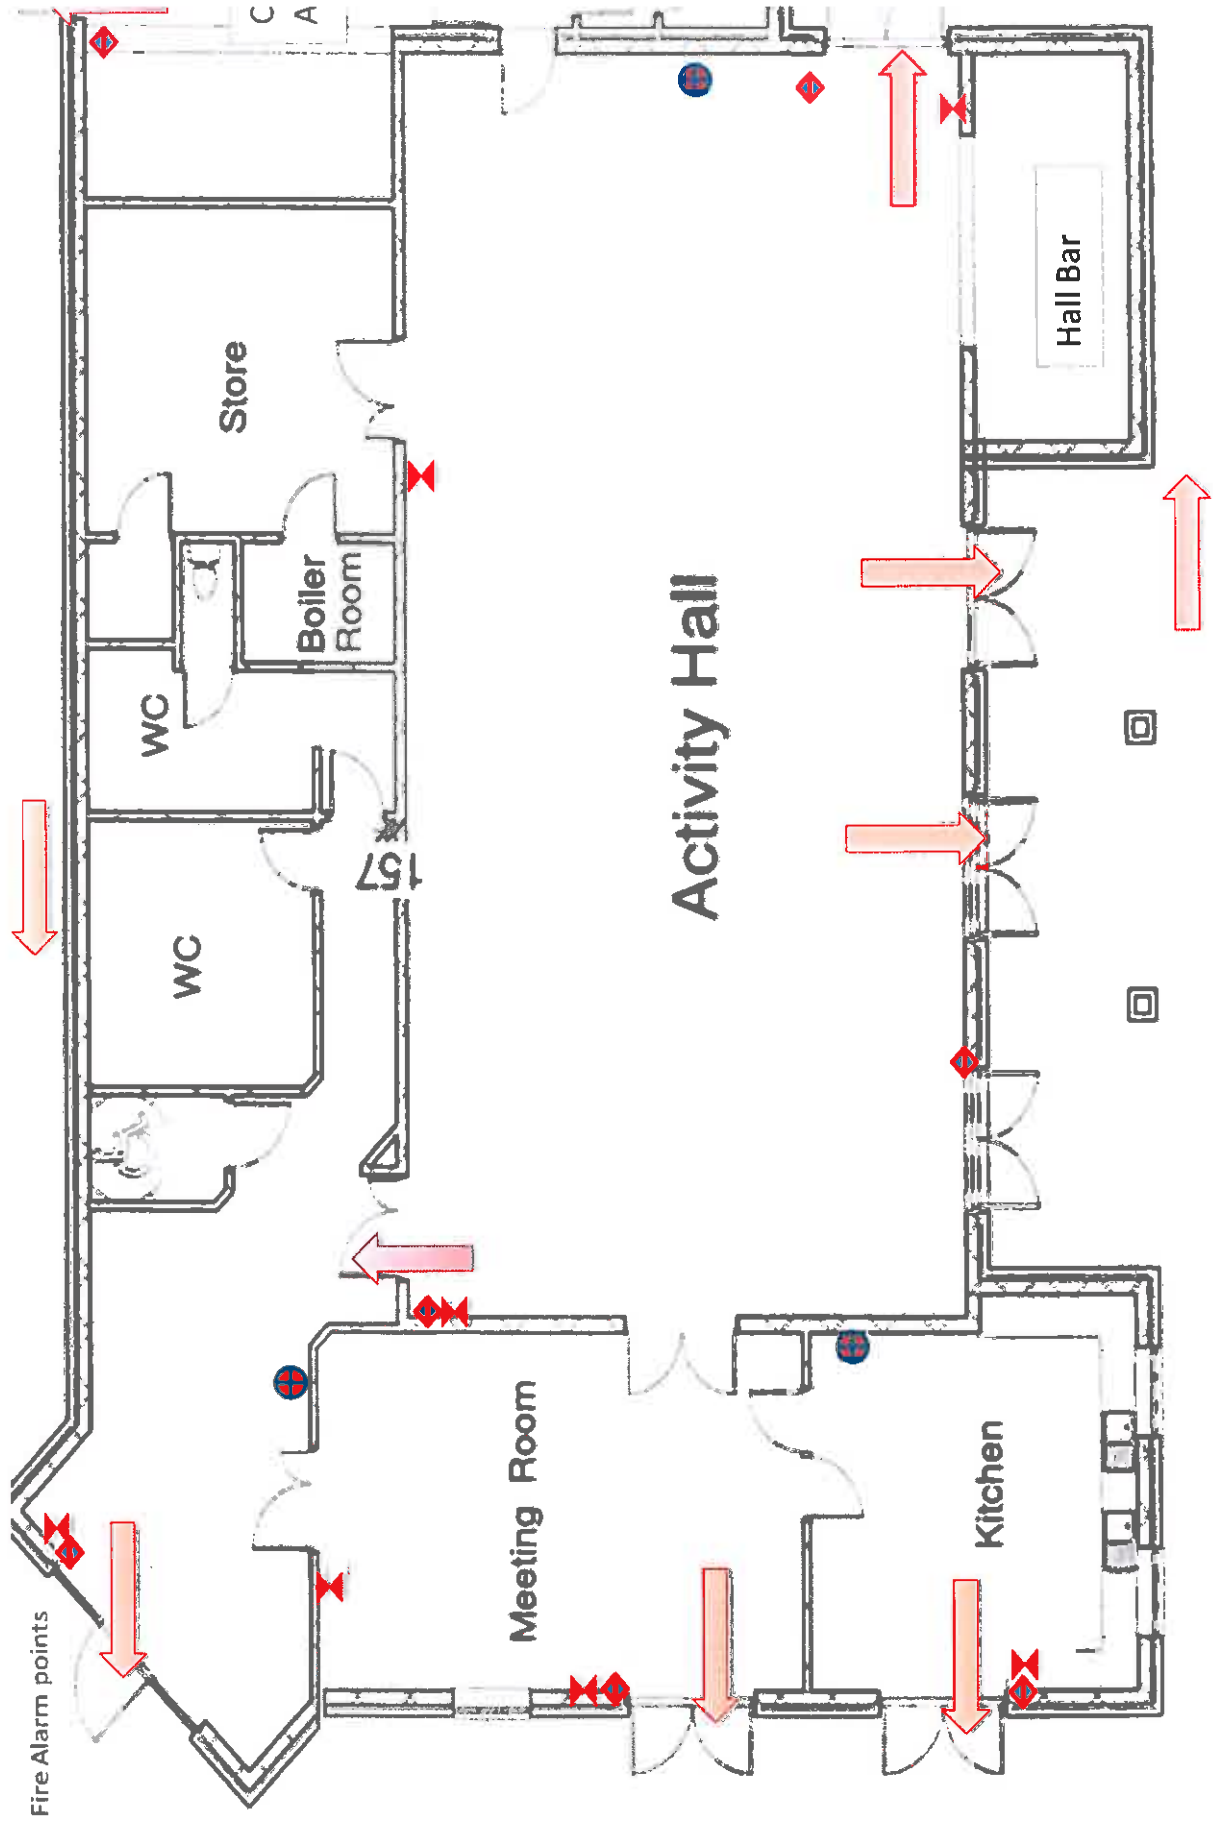 Fire Alarm points
C
A
Store
Boiler
Room
WC
WC
157
Activity Hall
Hall Bar
Meeting Room
Kitchen